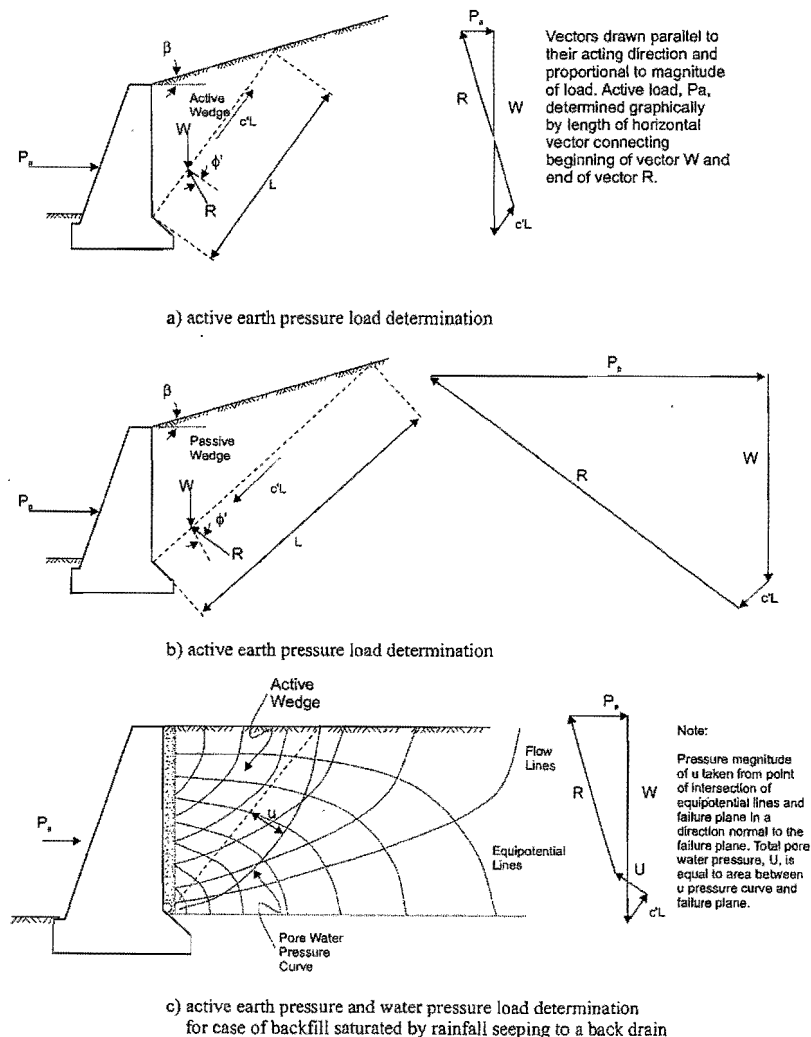 β
Active
Wedge
c'L
W
ϕ'
Pₐ
R
L
Pₐ
R
W
c'L
Vectors drawn parallel to
their acting direction and
proportional to magnitude
of load. Active load, Pa,
determined graphically
by length of horizontal
vector connecting
beginning of vector W and
end of vector R.
a) active earth pressure load determination
β
Passive
Wedge
W
c'L
ϕ'
Pₚ
R
L
Pₚ
R
W
c'L
b) active earth pressure load determination
Active
Wedge
Flow
Lines
u
Pₐ
Equipotential
Lines
Pore Water
Pressure
Curve
Pₐ
R
W
U
c'L
Note:
Pressure magnitude
of u taken from point
of intersection of
equipotential lines and
failure plane in a
direction normal to the
failure plane. Total pore
water pressure, U, is
equal to area between
u pressure curve and
failure plane.
c) active earth pressure and water pressure load determination
for case of backfill saturated by rainfall seeping to a back drain